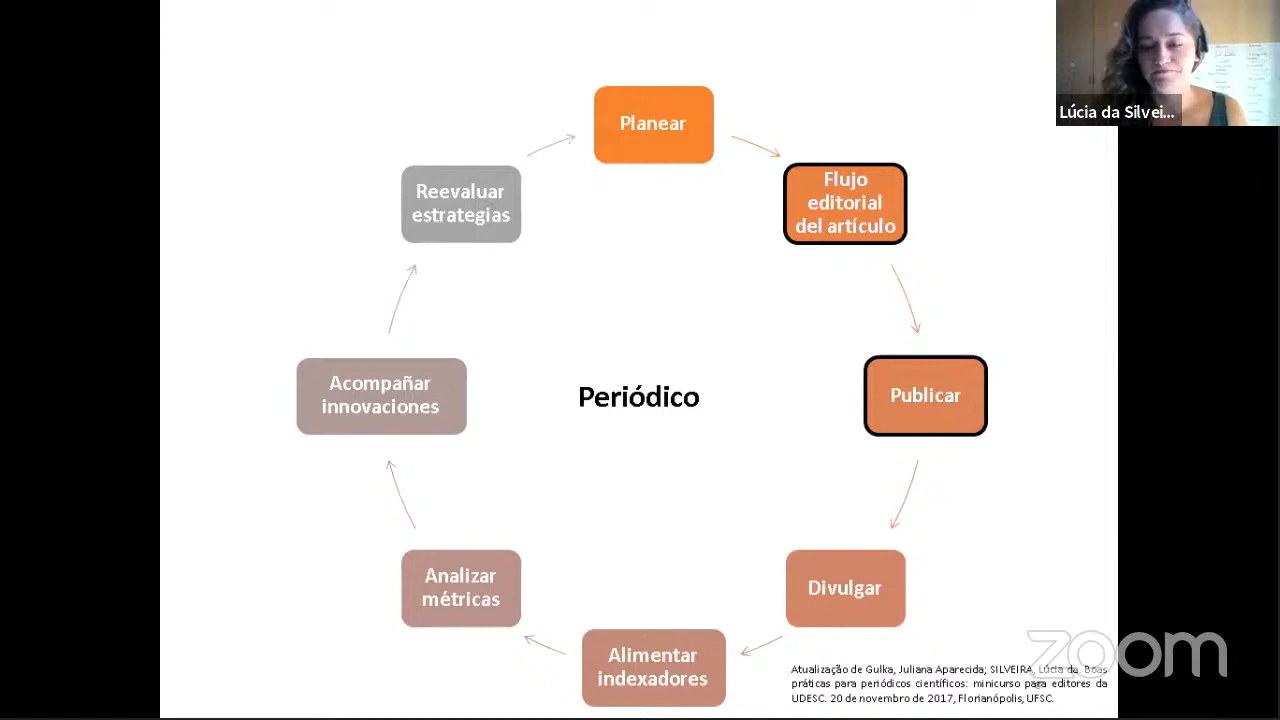 Planear
Lúcia da Silvei...
Flujo
editorial
del artículo
Reevaluar
estrategias
Publicar
Acompañar
innovaciones
Periódico
Divulgar
Analizar
métricas
Alimentar
indexadores
zoom
Atualização de Gulka, Juliana Aparecida; SILVEIRA, Lúcia da. Boas
práticas para periódicos científicos: minicurso para editores da
UDESC. 20 de novembro de 2017, Florianópolis, UFSC.